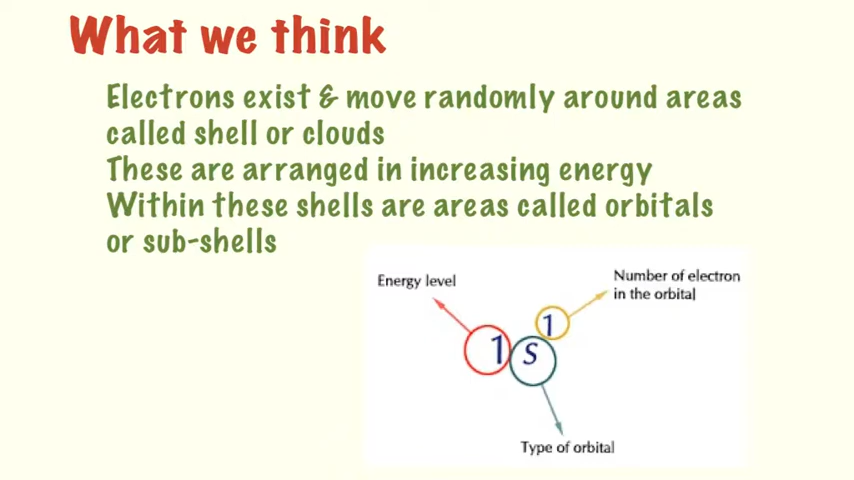 What we think
Electrons exist & move randomly around areas
called shell or clouds
These are arranged in increasing energy
Within these shells are areas called orbitals
or sub-shells
Energy level
Number of electron
in the orbital
1s1
Type of orbital